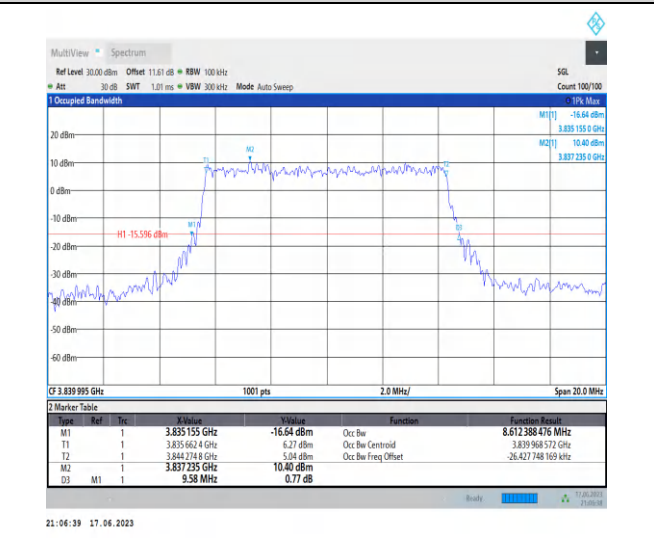 MultiView Spectrum
Ref Level 30.00 dBm Offset 11.61 dB RBW 100 kHz SGL
Att 30 dB SWT 1.01 ms VBW 300 kHz Mode Auto Sweep Count 100/100
1 Occupied Bandwidth 1Pk Max
M1[1] -16.64 dBm
3.835 155 0 GHz
M2[1] 10.40 dBm
3.837 235 0 GHz
20 dBm
M2
T1
T2
10 dBm
0 dBm
-10 dBm
M1
D3
H1 -15.596 dBm
-20 dBm
-30 dBm
-40 dBm
-50 dBm
-60 dBm
CF 3.839 995 GHz 1001 pts 2.0 MHz/ Span 20.0 MHz
2 Marker Table
Type Ref Trc X-Value Y-Value Function Function Result
M1 1 3.835 155 GHz -16.64 dBm Occ Bw 8.612 388 476 MHz
T1 1 3.835 662 4 GHz 6.27 dBm Occ Bw Centroid 3.839 968 572 GHz
T2 1 3.844 274 8 GHz 5.04 dBm Occ Bw Freq Offset -26.427 748 169 kHz
M2 1 3.837 235 GHz 10.40 dBm
D3 M1 1 9.58 MHz 0.77 dB
Ready
21:06:39 17.06.2023